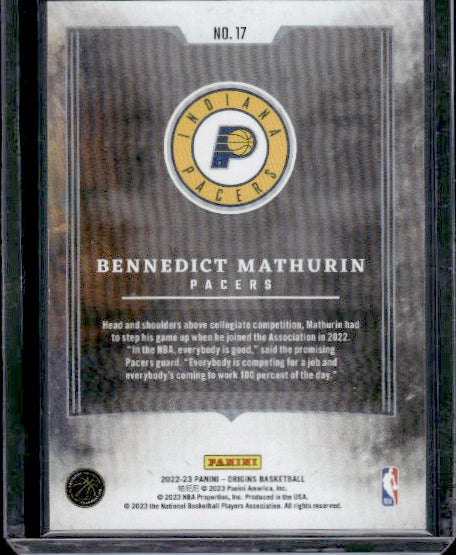 NO. 17
INDIANA
PACERS
BENNEDICT MATHURIN
PACERS
Head and shoulders above collegiate competition, Mathurin had
to step his game up when he joined the Association in 2022.
"In the NBA, everybody is good," said the promising
Pacers guard. "Everybody is competing for a job and
everybody's coming to work 100 percent of the day."
PANINI
2022-23 PANINI - ORIGINS BASKETBALL
帕尼尼 © 2023 Panini America, Inc.
© 2023 NBA Properties, Inc. Produced in the USA.
© 2023 the National Basketball Players Association. All rights reserved.